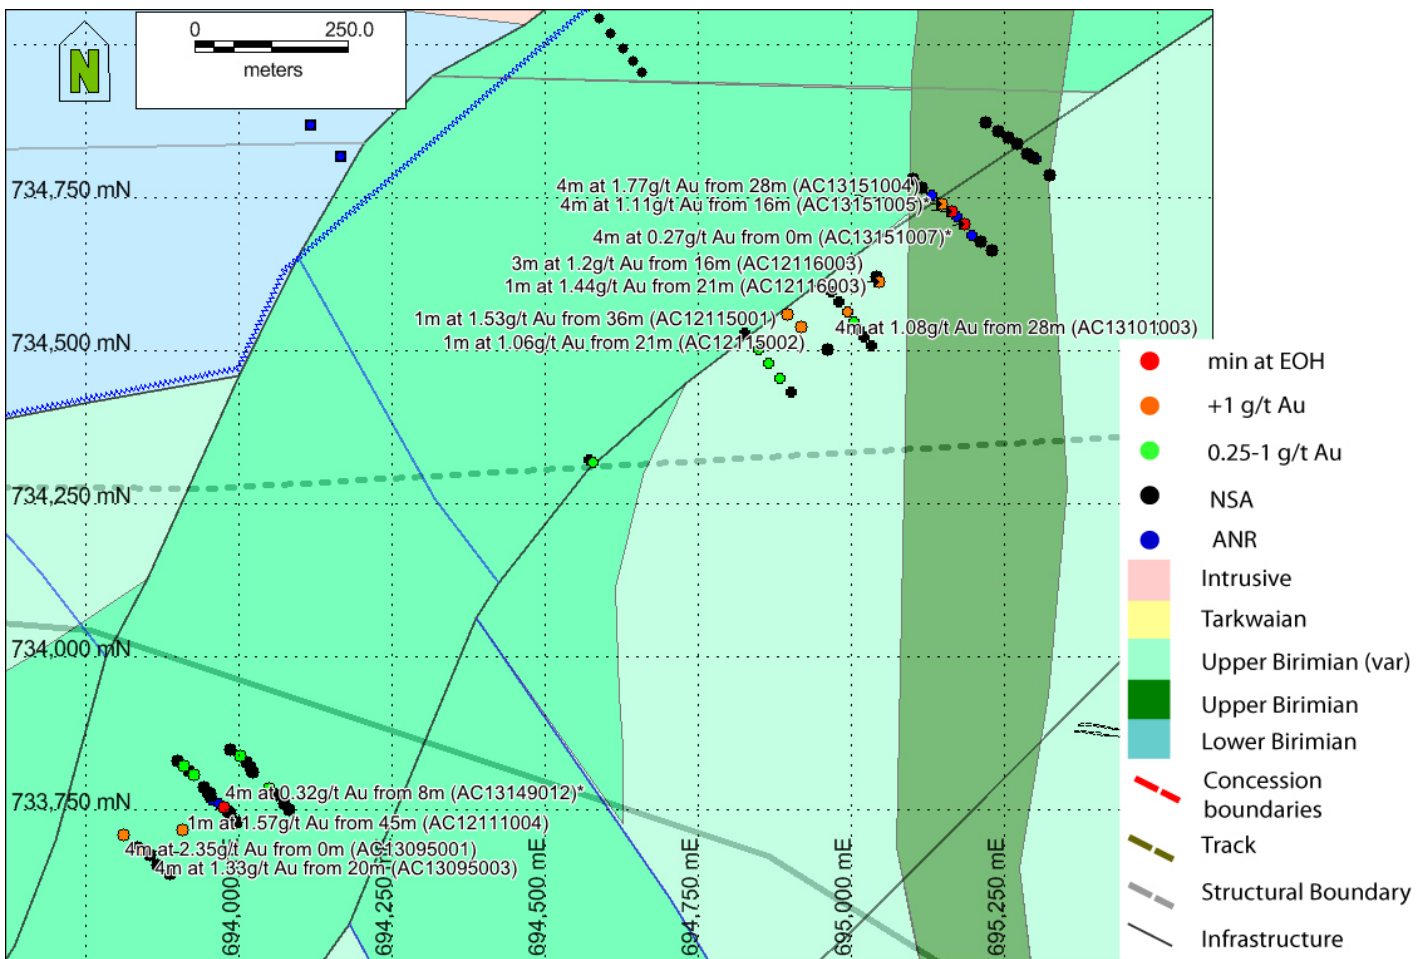 N
0 250.0
meters
734,750 mN
734,500 mN
734,250 mN
734,000 mN
733,750 mN
4m at 1.77g/t Au from 28m (AC13151004)
4m at 1.11g/t Au from 16m (AC13151005)*
4m at 0.27g/t Au from 0m (AC13151007)*
3m at 1.2g/t Au from 16m (AC12116003)
1m at 1.44g/t Au from 21m (AC12116003)
1m at 1.53g/t Au from 36m (AC12115001)
4m at 1.08g/t Au from 28m (AC13101003)
1m at 1.06g/t Au from 21m (AC12115002)
4m at 0.32g/t Au from 8m (AC13149012)*
1m at 1.57g/t Au from 45m (AC12111004)
4m at 2.35g/t Au from 0m (AC13095001)
4m at 1.33g/t Au from 20m (AC13095003)
694,000 mE
694,250 mE
694,500 mE
694,750 mE
695,000 mE
695,250 mE
min at EOH
+1 g/t Au
0.25-1 g/t Au
NSA
ANR
Intrusive
Tarkwaian
Upper Birimian (var)
Upper Birimian
Lower Birimian
Concession
boundaries
Track
Structural Boundary
Infrastructure